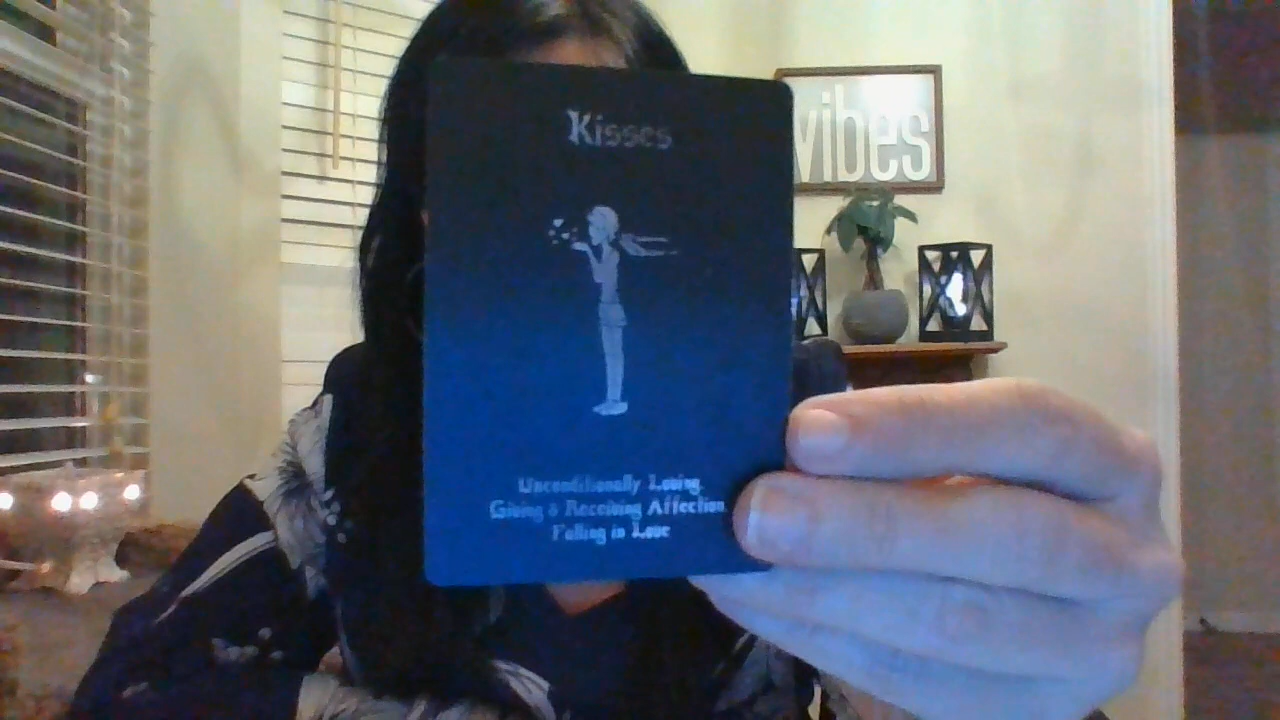 Kisses
vibes
Unconditionally Loving,
Giving & Receiving Affection,
Falling in Love